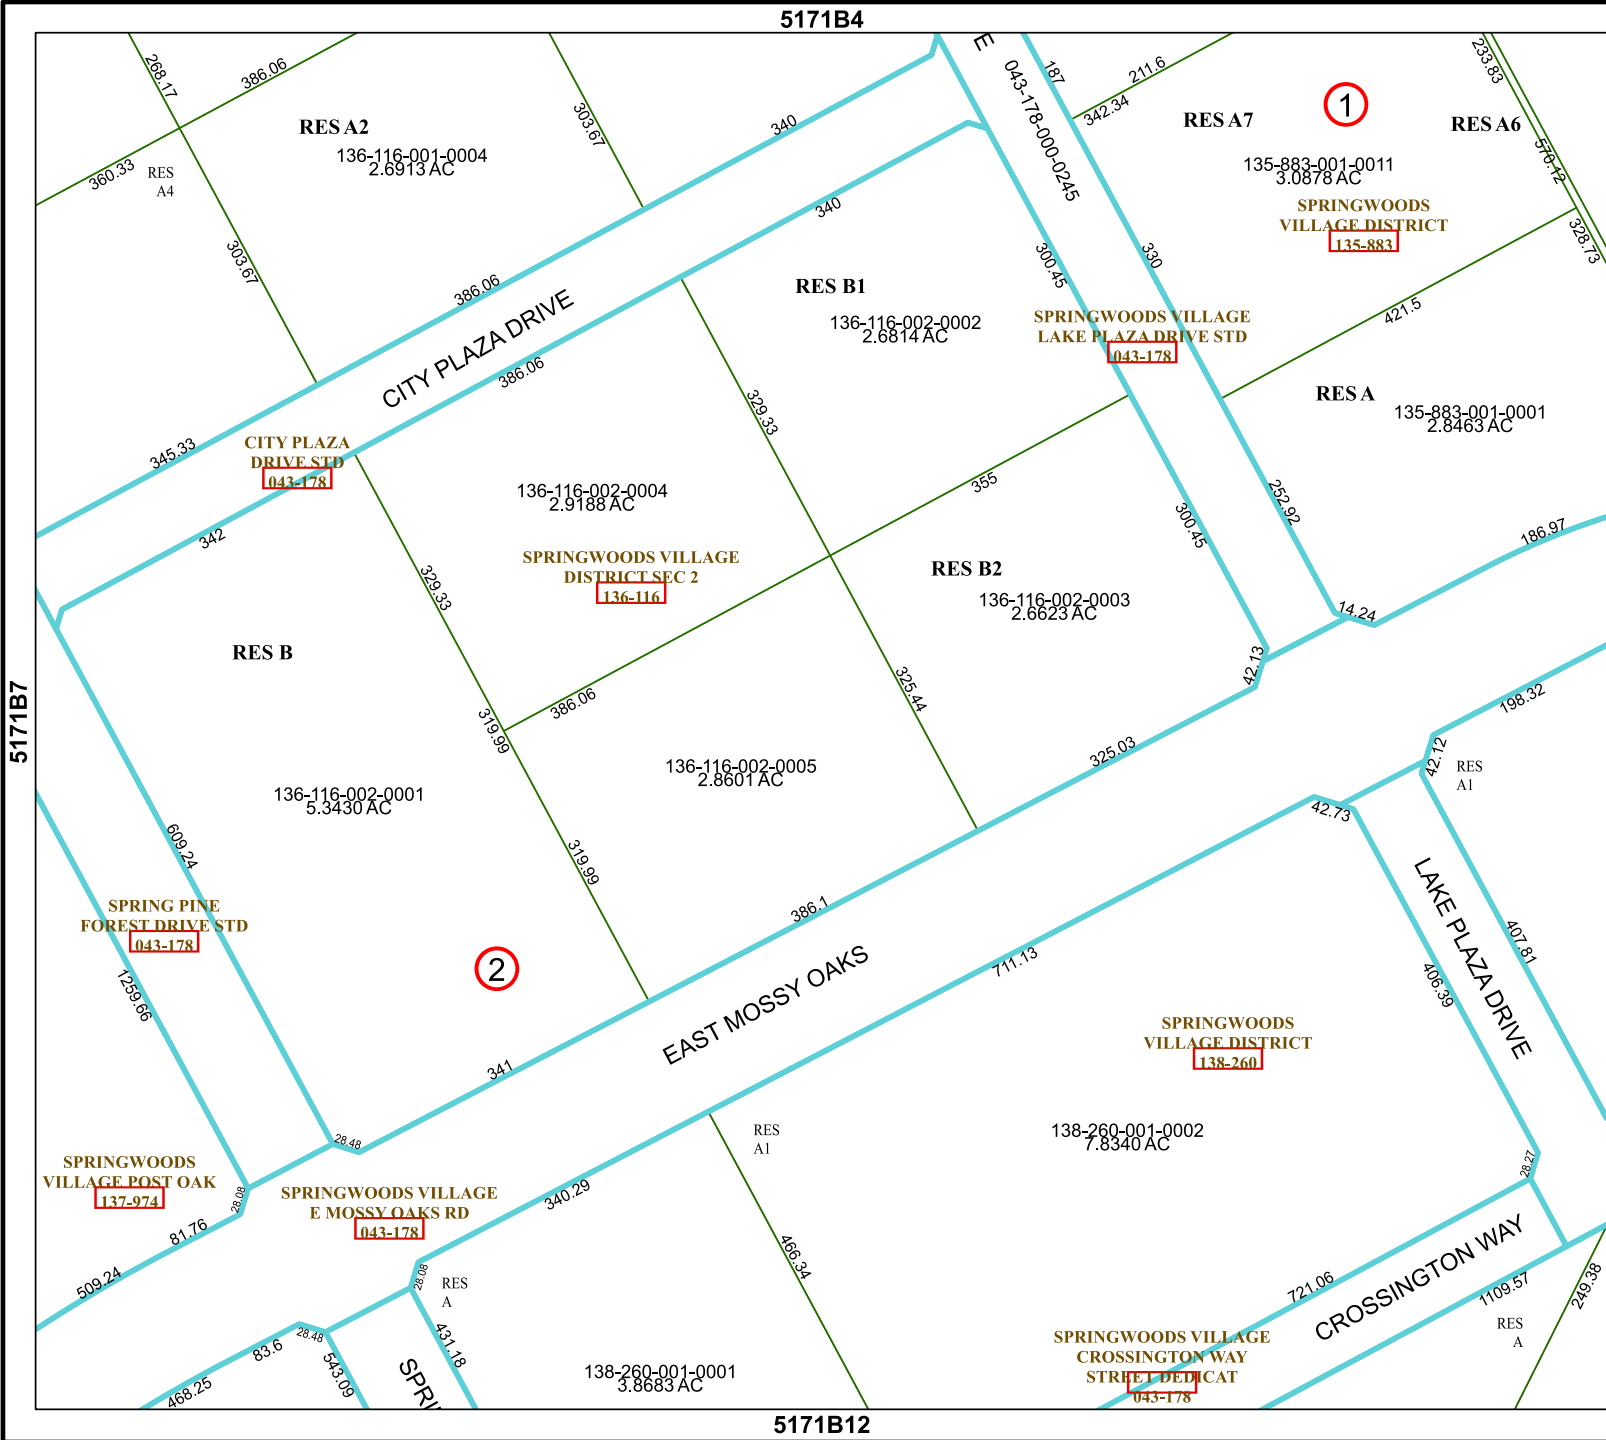 5171B4
268.17
386.06
RES A2
136-116-001-0004
2.6913 AC
360.33
RES
A4
303.67
303.67
340
E
043-178-000-0245
187
342.34
211.6
RES A7
1
135-883-001-0011
3.0878 AC
SPRINGWOODS
VILLAGE DISTRICT
135-883
RES A6
233.83
570.12
328.73
386.06
CITY PLAZA DRIVE
386.06
340
RES B1
136-116-002-0002
2.6814 AC
300.45
330
SPRINGWOODS VILLAGE
LAKE PLAZA DRIVE STD
043-178
421.5
RES A
135-883-001-0001
2.8463 AC
345.33
CITY PLAZA
DRIVE STD
043-178
342
329.33
136-116-002-0004
2.9188 AC
SPRINGWOODS VILLAGE
DISTRICT SEC 2
136-116
329.33
355
300.45
252.92
186.97
RES B2
136-116-002-0003
2.6623 AC
14.24
RES B
319.99
386.06
325.44
42.13
325.03
198.32
5171B7
136-116-002-0001
5.3430 AC
136-116-002-0005
2.8601 AC
42.12
RES
A1
42.73
609.24
319.99
386.1
SPRING PINE
FOREST DRIVE STD
043-178
1259.66
2
EAST MOSSY OAKS
711.13
LAKE PLAZA DRIVE
406.39
407.81
SPRINGWOODS
VILLAGE DISTRICT
138-260
341
28.48
RES
A1
138-260-001-0002
7.8340 AC
28.27
SPRINGWOODS
VILLAGE POST OAK
137-974
28.08
81.76
509.24
SPRINGWOODS VILLAGE
E MOSSY OAKS RD
043-178
340.29
466.34
28.08
RES
A
721.06
CROSSINGTON WAY
1109.57
249.38
RES
A
83.6
28.48
468.25
543.09
SPRI
431.18
138-260-001-0001
3.8683 AC
SPRINGWOODS VILLAGE
CROSSINGTON WAY
STREET DEDICAT
043-178
5171B12